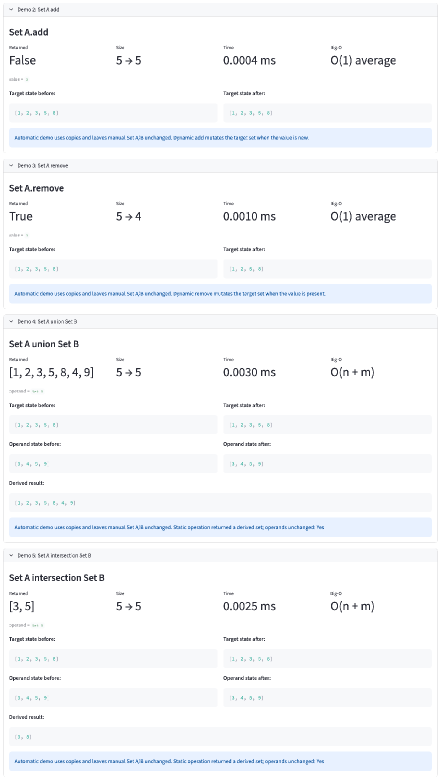 Demo 2: Set A add
Set A.add
Returned Size Time Big-O
False 5 → 5 0.0004 ms O(1) average
Target state before: Target state after:
[1, 2, 3, 5, 8] [1, 2, 3, 5, 8]
Automatic demo uses copies and leaves manual Set A/B unchanged. Dynamic add mutates the target set when the value is new.
Demo 3: Set A remove
Set A.remove
Returned Size Time Big-O
True 5 → 4 0.0010 ms O(1) average
Target state before: Target state after:
[1, 2, 3, 5, 8] [1, 2, 5, 8]
Automatic demo uses copies and leaves manual Set A/B unchanged. Dynamic remove mutates the target set when the value is present.
Demo 4: Set A union Set B
Set A union Set B
Returned Size Time Big-O
[1, 2, 3, 5, 8, 4, 9] 5 → 5 0.0030 ms O(n + m)
operand = Set B
Target state before: Target state after:
[1, 2, 3, 5, 8] [1, 2, 3, 5, 8]
Operand state before: Operand state after:
[3, 4, 5, 9 [3, 4, 5, 9]
Derived result:
[1, 2, 3, 5, 8, 4, 9]
Automatic demo uses copies and leaves manual Set A/B unchanged. Static operation returned a derived set; operands unchanged: Yes
Demo 5: Set A intersection Set B
Set A intersection Set B
Returned Size Time Big-O
[3, 5] 5 → 5 0.0025 ms O(n + m)
operand = Set B
Target state before: Target state after:
[1, 2, 3, 5, 8] [1, 2, 3, 5, 8]
Operand state before: Operand state after:
[3, 4, 5, 9 [3, 4, 5, 9]
Derived result:
[3, 5]
Automatic demo uses copies and leaves manual Set A/B unchanged. Static operation returned a derived set; operands unchanged: Yes